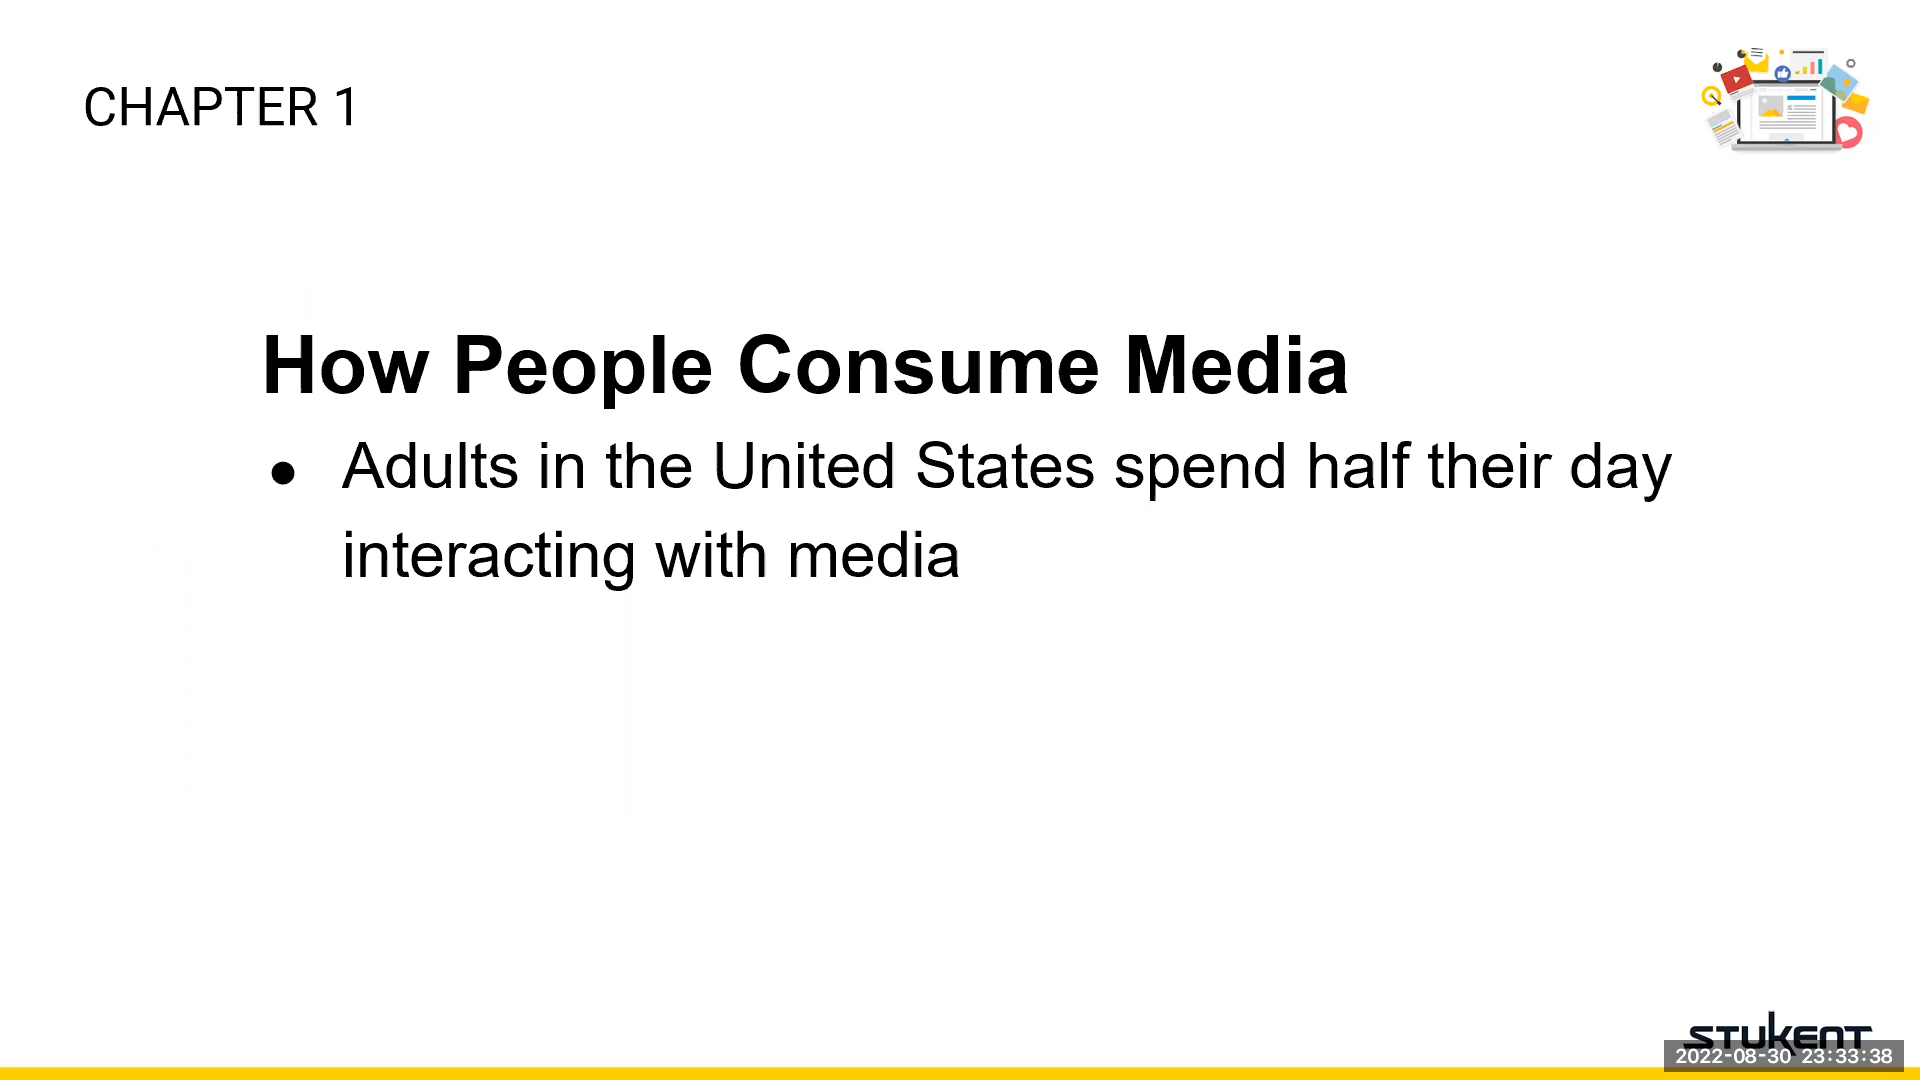 CHAPTER 1
How People Consume Media
● Adults in the United States spend half their day
interacting with media
STUKENT
2022-08-30 23:33:38